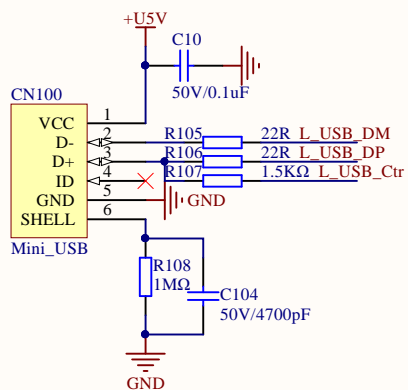 +U5V
C10
50V/0.1uF
CN100
VCC 1
D- 2 R105 22R L_USB_DM
D+ 3 R106 22R L_USB_DP
ID 4 R107 1.5KΩ L_USB_Ctr
GND 5 GND
SHELL 6
Mini_USB
R108
1MΩ
C104
50V/4700pF
GND